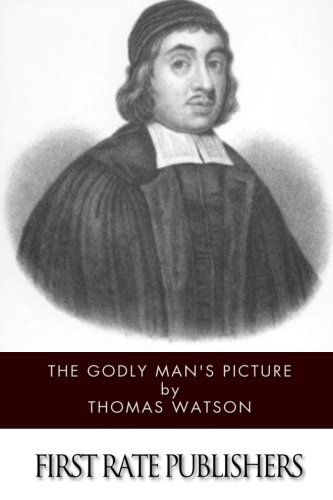 THE GODLY MAN'S PICTURE
by
THOMAS WATSON
FIRST RATE PUBLISHERS